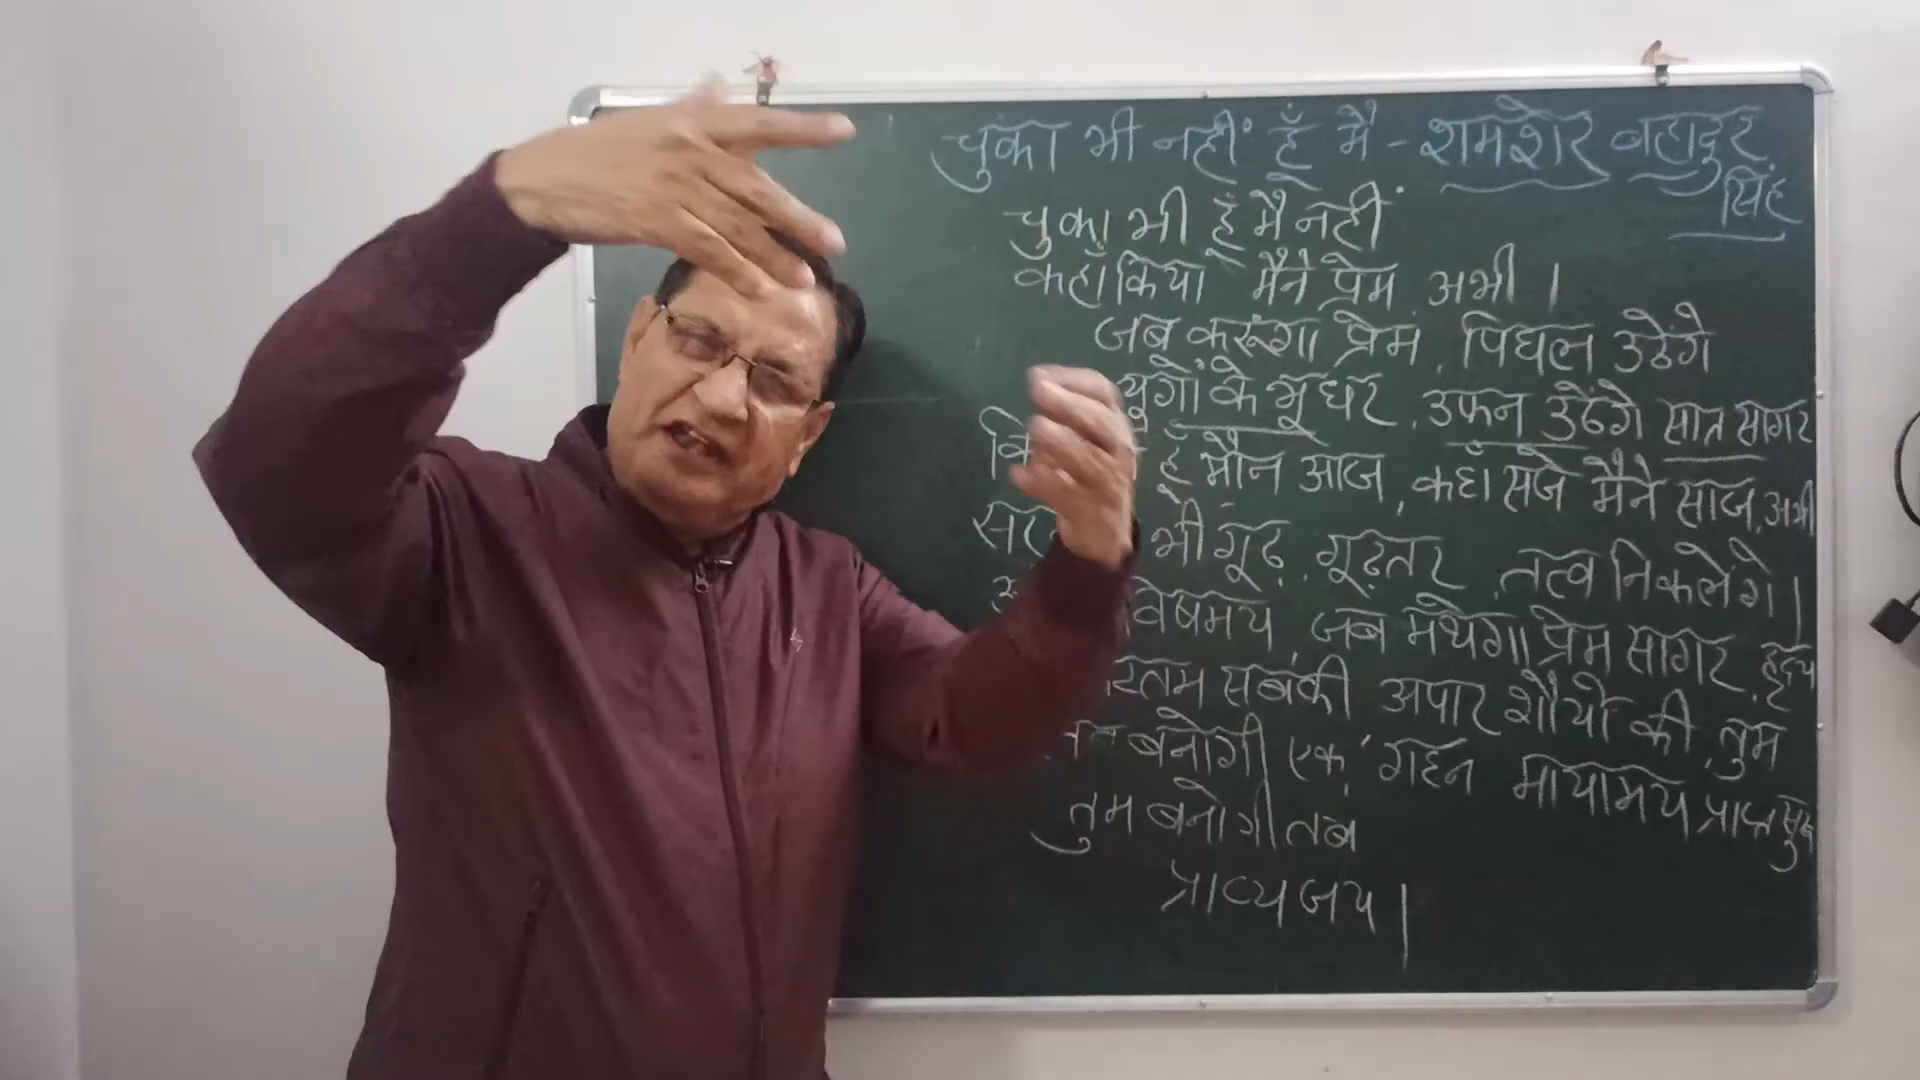 चुका भी नहीं हूँ मै - शमशेर बहादुर
सिंह
चुका भी हूँ मै नहीं
कहाँ किया मैने प्रेम अभी ।
जब करूंगा प्रेम, पिघल उठेंगे
युगों के भूधर, उफन उठेंगे सात सागर
हूँ मौन आज, कहाँ सजे मैने साज, अभी
भी गूढ़, गूढ़तर, तत्व निकलेंगे ।
विषमय, जब मथेगा प्रेम सागर, हृदय
सबकी अपार शौर्यो की, तुम
बनोगी एक गहन मायामय प्राप्त सुख
तुम बनोगी तब
प्राव्य जय ।